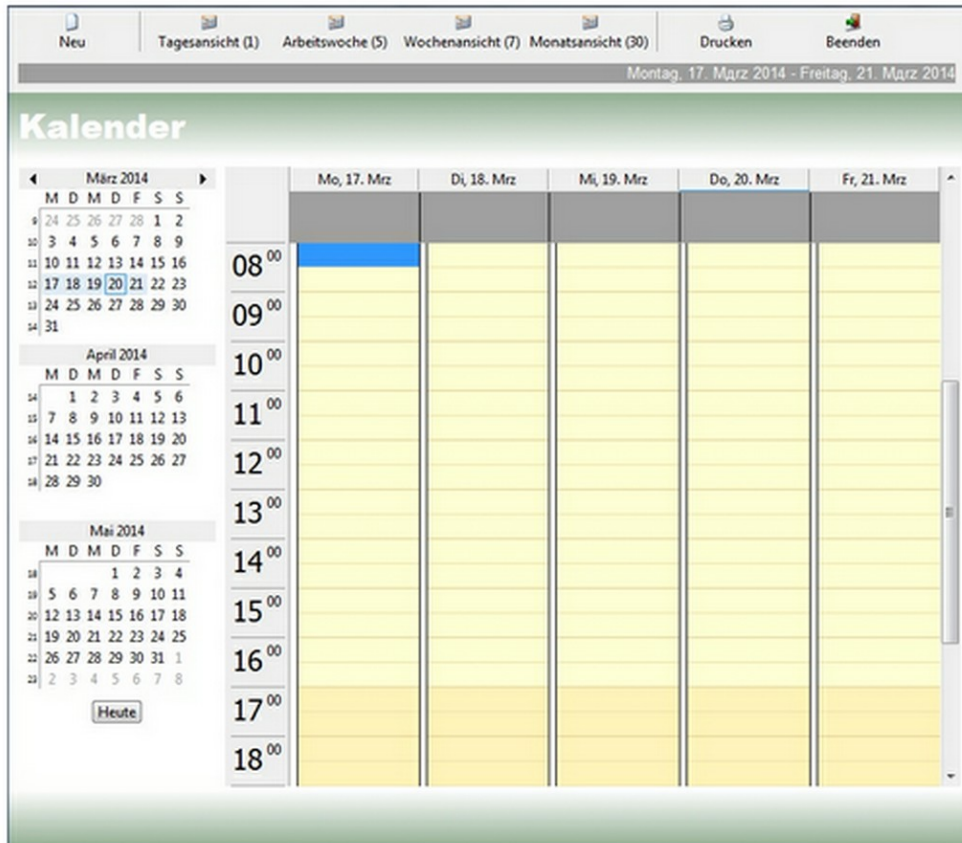 Neu Tagesansicht (1) Arbeitswoche (5) Wochenansicht (7) Monatsansicht (30) Drucken Beenden
Montag, 17. Mдrz 2014 - Freitag, 21. Mдrz 2014
Kalender
März 2014
M D M D F S S
9 24 25 26 27 28 1 2
10 3 4 5 6 7 8 9
11 10 11 12 13 14 15 16
12 17 18 19 20 21 22 23
13 24 25 26 27 28 29 30
14 31
April 2014
M D M D F S S
14 1 2 3 4 5 6
15 7 8 9 10 11 12 13
16 14 15 16 17 18 19 20
17 21 22 23 24 25 26 27
18 28 29 30
Mai 2014
M D M D F S S
18 1 2 3 4
19 5 6 7 8 9 10 11
20 12 13 14 15 16 17 18
21 19 20 21 22 23 24 25
22 26 27 28 29 30 31 1
23 2 3 4 5 6 7 8
Heute
Mo, 17. Mrz Di, 18. Mrz Mi, 19. Mrz Do, 20. Mrz Fr, 21. Mrz
08 00
09 00
10 00
11 00
12 00
13 00
14 00
15 00
16 00
17 00
18 00